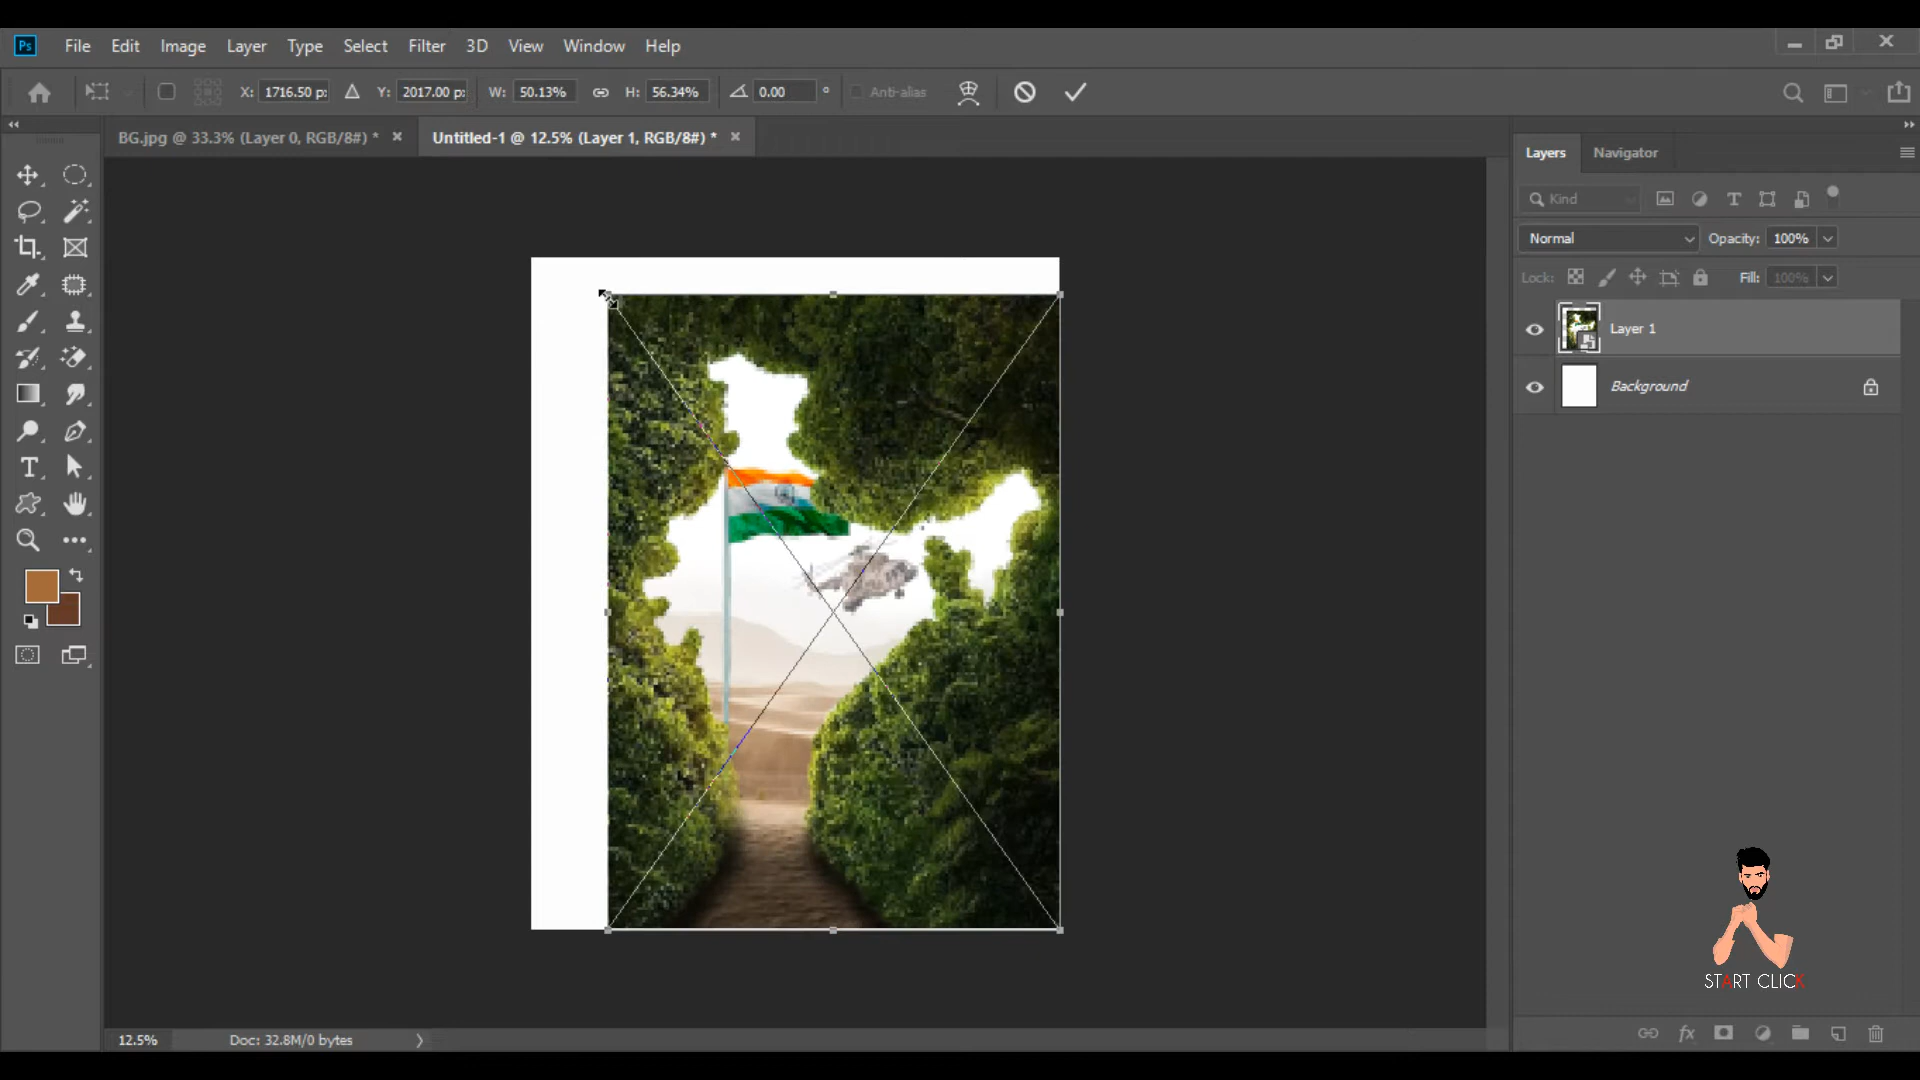 Ps File Edit Image Layer Type Select Filter 3D View Window Help
X: 1716.50 p: Y: 2017.00 p: W: 50.13% H: 56.34% 0.00 ° Anti-alias
BG.jpg @ 33.3% (Layer 0, RGB/8#) * Untitled-1 @ 12.5% (Layer 1, RGB/8#) *
Layers Navigator
Kind
Normal Opacity: 100%
Lock: Fill: 100%
Layer 1
Background
START CLICK
12.5% Doc: 32.8M/0 bytes